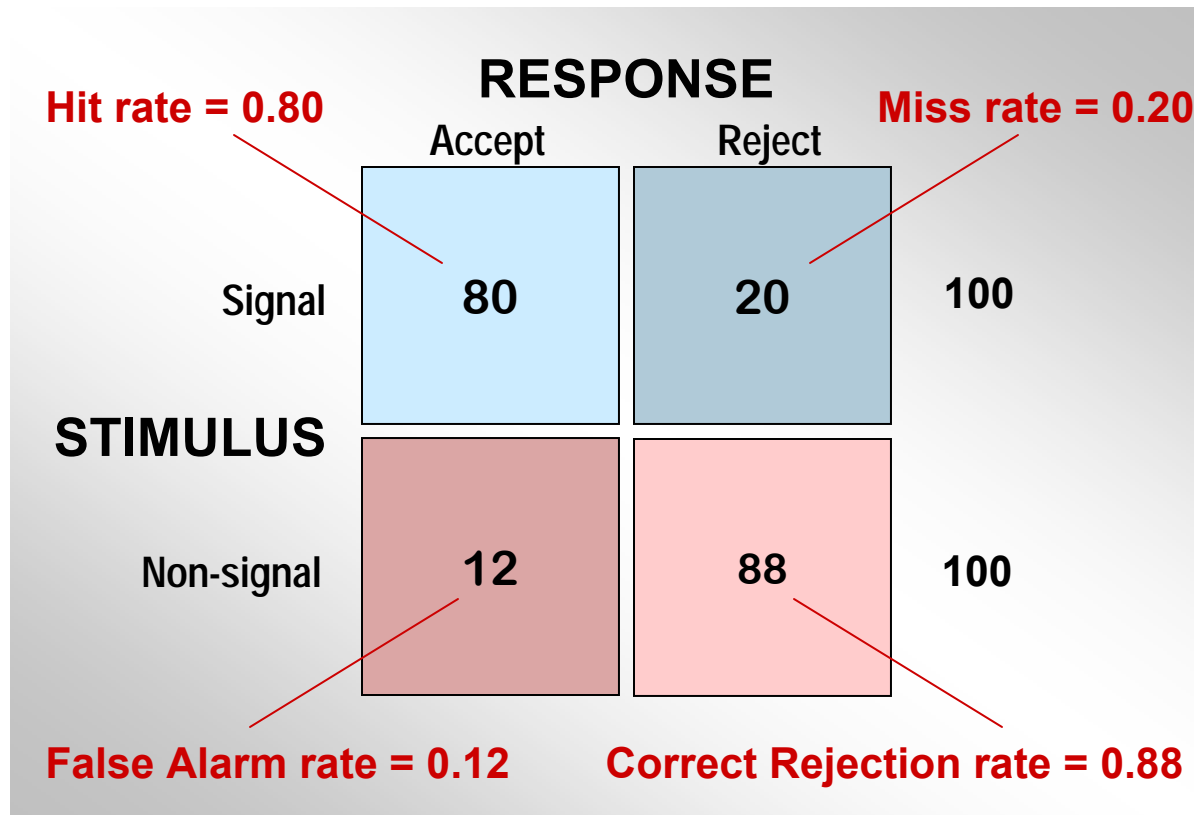 RESPONSE
Hit rate = 0.80
Miss rate = 0.20
Accept Reject
Signal 80 20 100
STIMULUS
Non-signal 12 88 100
False Alarm rate = 0.12
Correct Rejection rate = 0.88